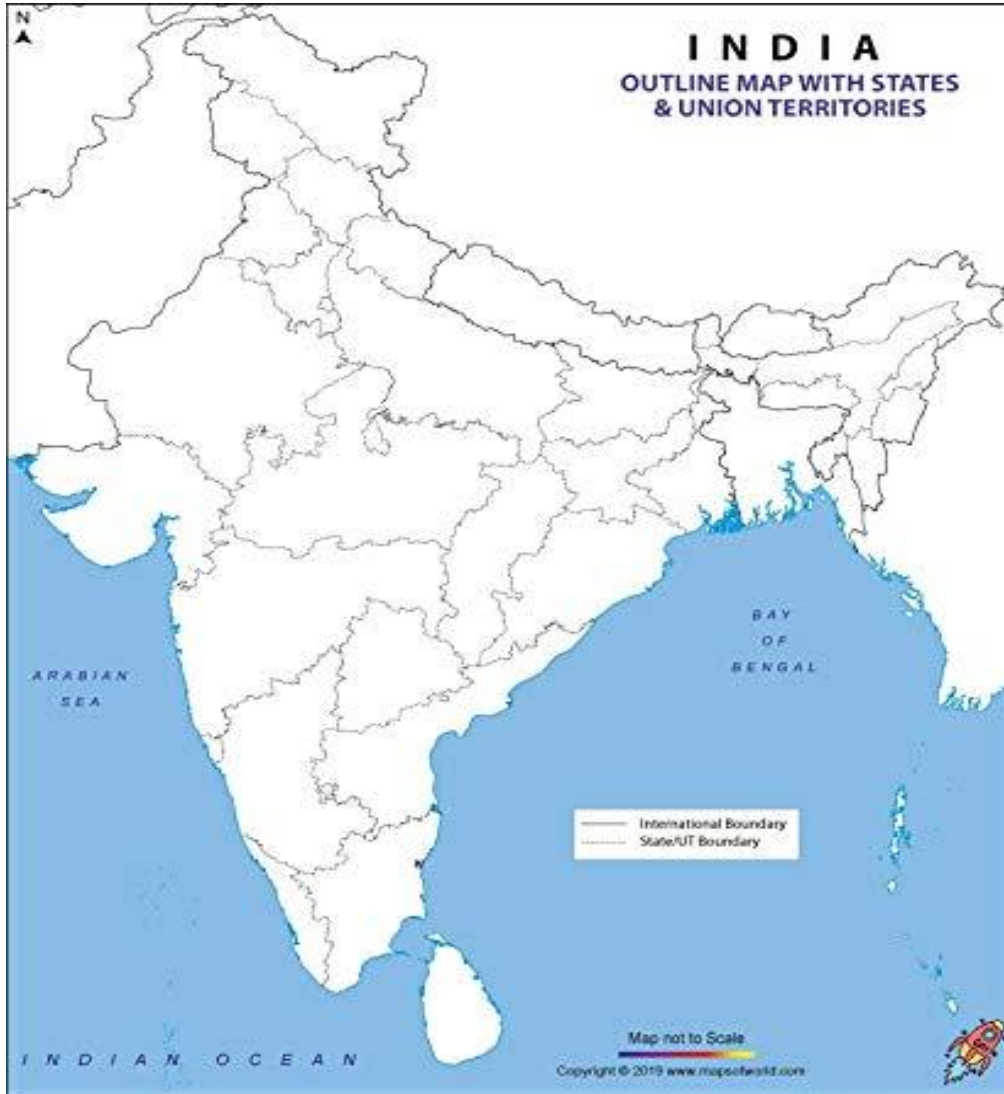 N
INDIA
OUTLINE MAP WITH STATES
& UNION TERRITORIES
BAY
OF
BENGAL
ARABIAN
SEA
International Boundary
State/UT Boundary
Map not to Scale
INDIAN OCEAN
Copyright © 2019 www.mapsofworld.com